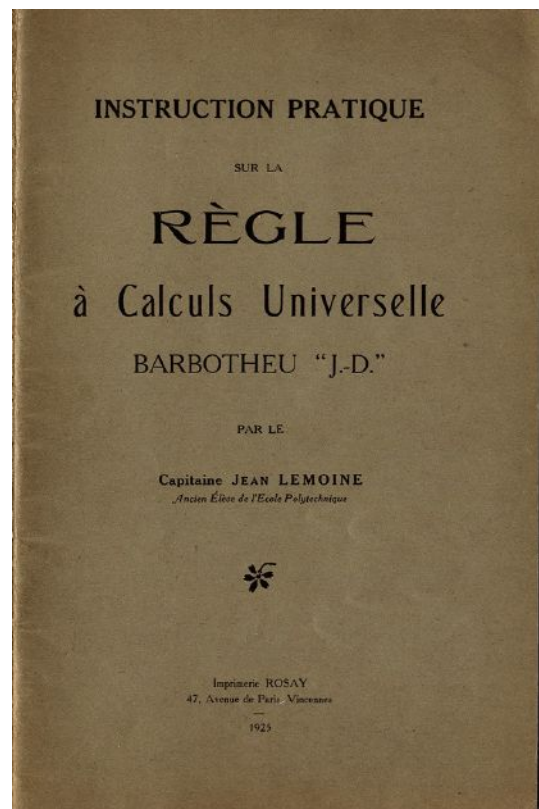 INSTRUCTION PRATIQUE
SUR LA
RÈGLE
à Calculs Universelle
BARBOTHEU "J.-D."
PAR LE
Capitaine JEAN LEMOINE
Ancien Élève de l'Ecole Polytechnique
Imprimerie ROSAY
47, Avenue de Paris, Vincennes
1925